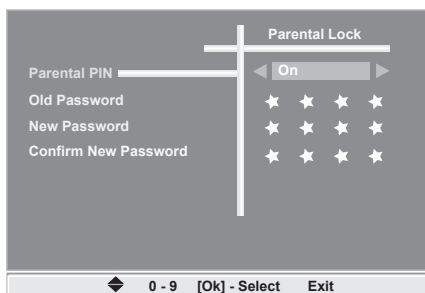 Parental Lock
Parental PIN On
Old Password
New Password
Confirm New Password
0 - 9 [Ok] - Select Exit